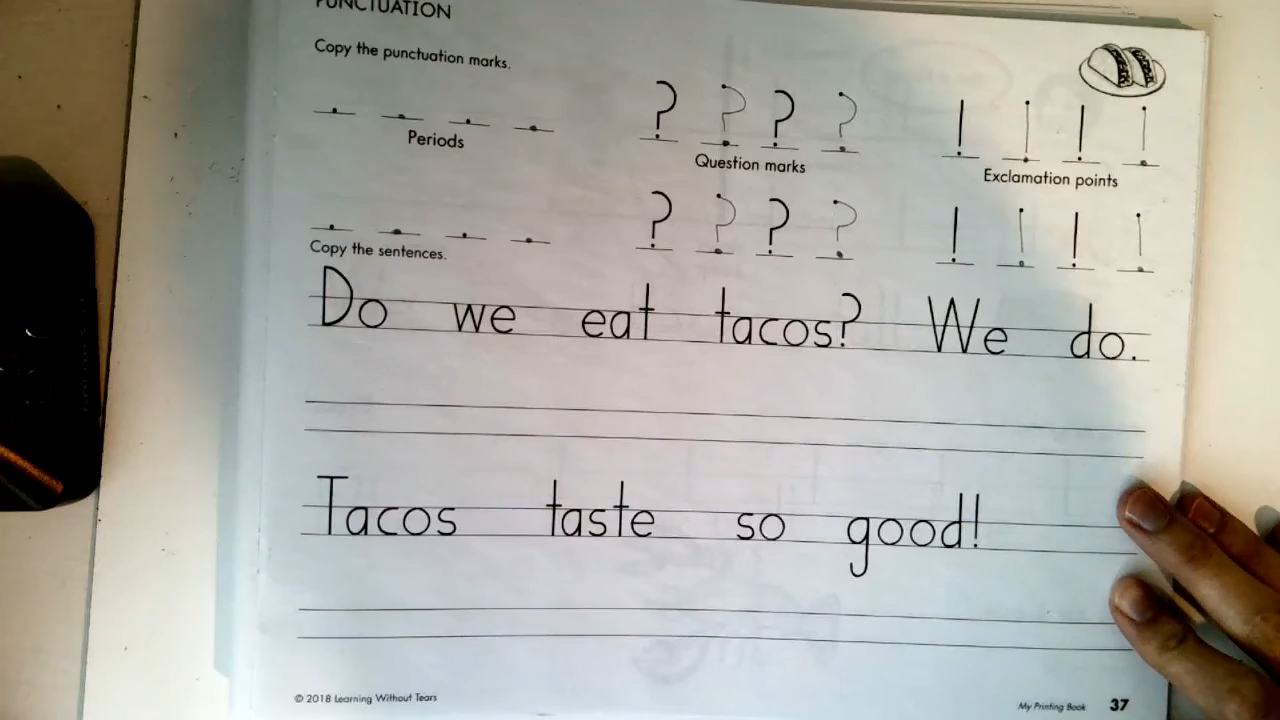 PUNCTUATION
Copy the punctuation marks.
. . . . ? ? ? ? ! ! ! !
Periods Question marks Exclamation points
. . . . ? ? ? ? ! ! ! !
Copy the sentences.
Do we eat tacos? We do.
Tacos taste so good!
© 2018 Learning Without Tears My Printing Book 37